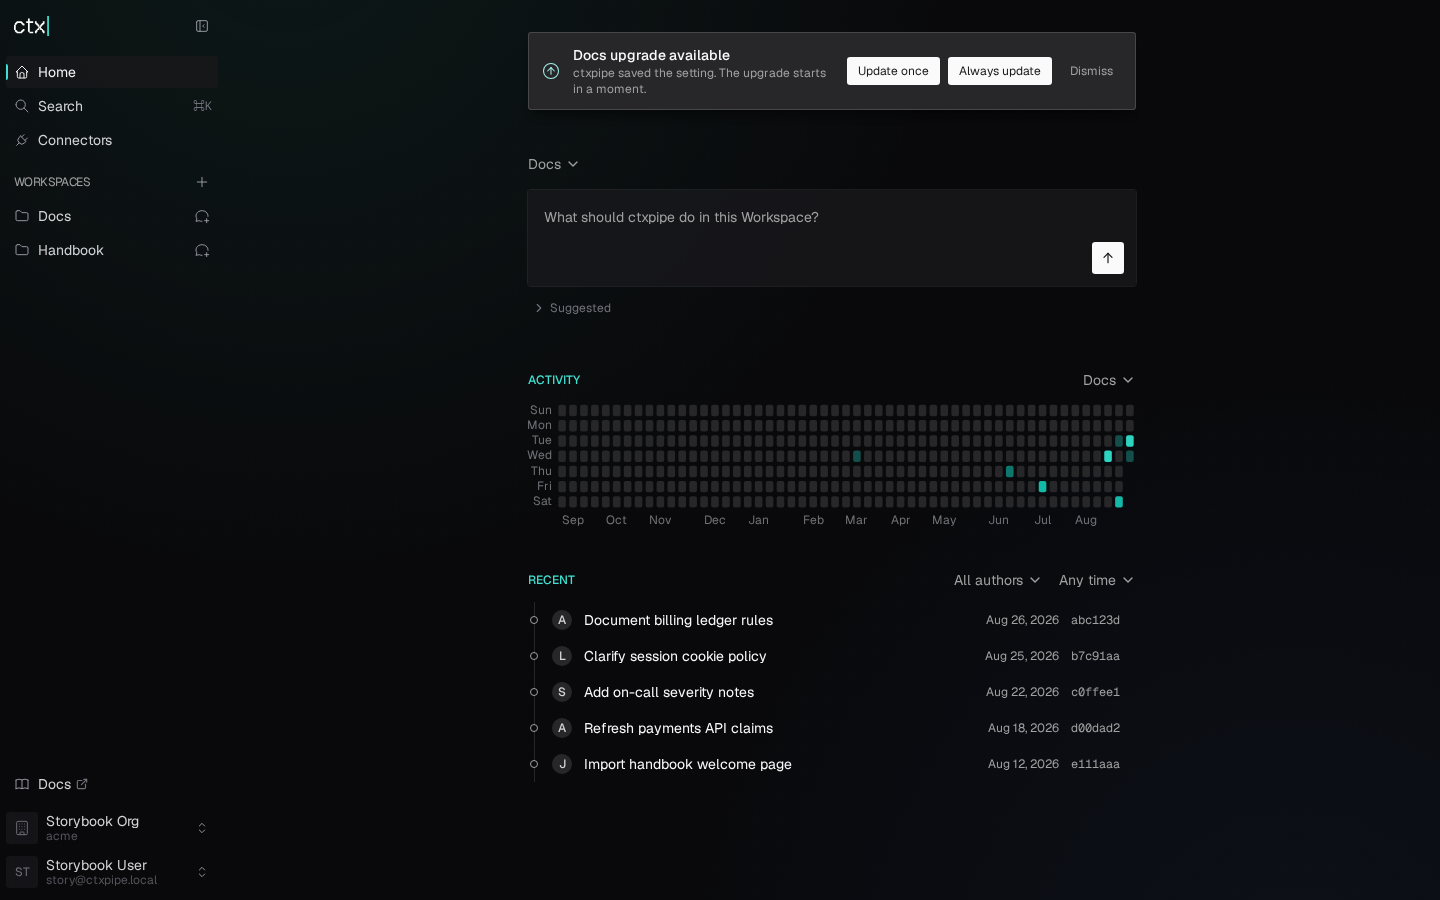 ctx
Home
Search ⌘K
Connectors
WORKSPACES
Docs
Handbook
Docs
Storybook Org
acme
ST
Storybook User
story@ctxpipe.local
Docs upgrade available
ctxpipe saved the setting. The upgrade starts
in a moment.
Update once
Always update
Dismiss
Docs
What should ctxpipe do in this Workspace?
Suggested
ACTIVITY
Docs
Sun
Mon
Tue
Wed
Thu
Fri
Sat
Sep Oct Nov Dec Jan Feb Mar Apr May Jun Jul Aug
RECENT
All authors
Any time
A Document billing ledger rules Aug 26, 2026 abc123d
L Clarify session cookie policy Aug 25, 2026 b7c91aa
S Add on-call severity notes Aug 22, 2026 c0ffee1
A Refresh payments API claims Aug 18, 2026 d00dad2
J Import handbook welcome page Aug 12, 2026 e111aaa